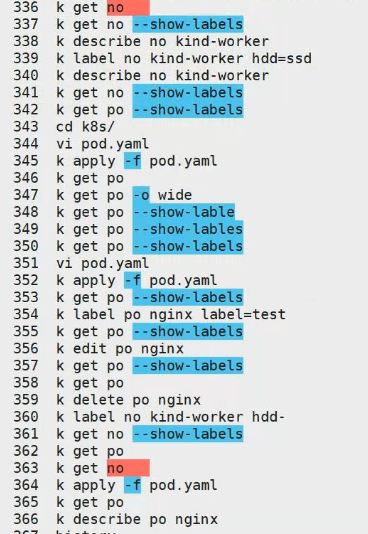 336 k get no
337 k get no --show-labels
338 k describe no kind-worker
339 k label no kind-worker hdd=ssd
340 k describe no kind-worker
341 k get no --show-labels
342 k get po --show-labels
343 cd k8s/
344 vi pod.yaml
345 k apply -f pod.yaml
346 k get po
347 k get po -o wide
348 k get po --show-lable
349 k get po --show-lables
350 k get po --show-labels
351 vi pod.yaml
352 k apply -f pod.yaml
353 k get po --show-labels
354 k label po nginx label=test
355 k get po --show-labels
356 k edit po nginx
357 k get po --show-labels
358 k get po
359 k delete po nginx
360 k label no kind-worker hdd-
361 k get no --show-labels
362 k get po
363 k get no
364 k apply -f pod.yaml
365 k get po
366 k describe po nginx
367 history